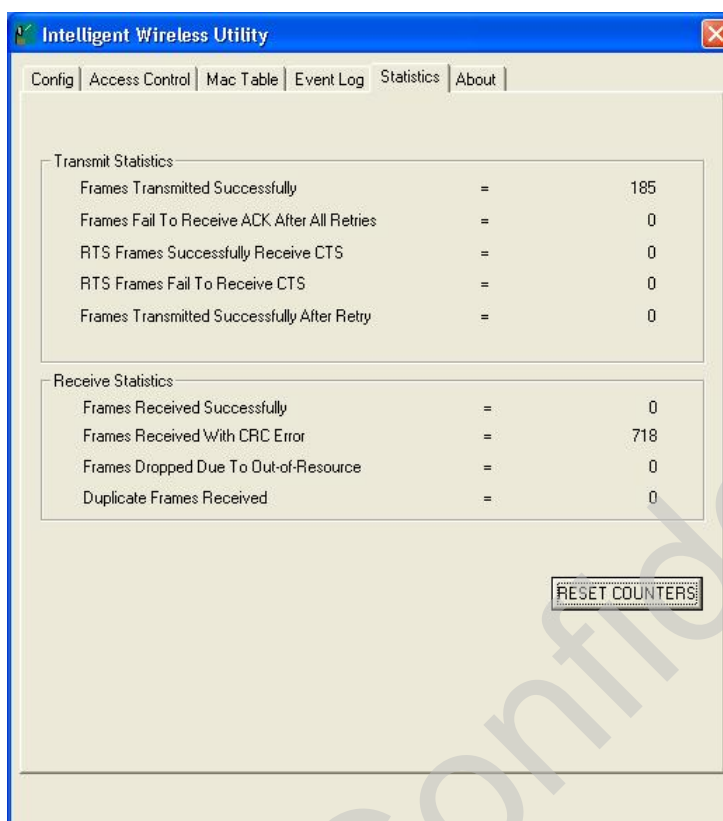 Intelligent Wireless Utility
Config Access Control Mac Table Event Log Statistics About
Transmit Statistics
Frames Transmitted Successfully = 185
Frames Fail To Receive ACK After All Retries = 0
RTS Frames Successfully Receive CTS = 0
RTS Frames Fail To Receive CTS = 0
Frames Transmitted Successfully After Retry = 0
Receive Statistics
Frames Received Successfully = 0
Frames Received With CRC Error = 718
Frames Dropped Due To Out-of-Resource = 0
Duplicate Frames Received = 0
RESET COUNTERS
Confide